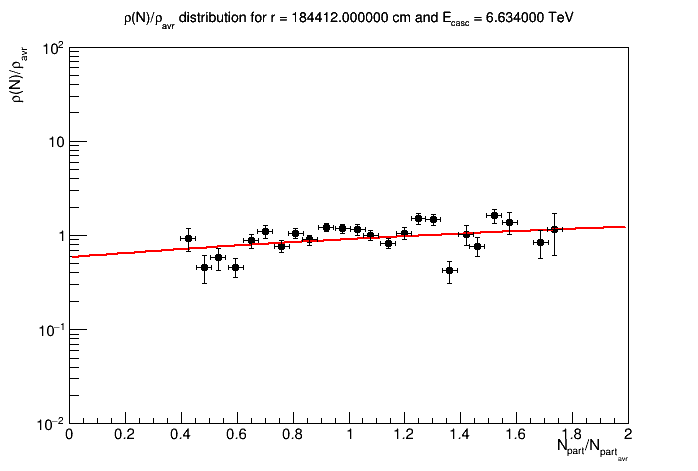 ρ(N)/ρavr distribution for r = 184412.000000 cm and Ecasc = 6.634000 TeV
ρ(N)/ρavr
10²
10
1
10⁻¹
10⁻²
0 0.2 0.4 0.6 0.8 1 1.2 1.4 1.6 1.8 2
Npart/Npartavr